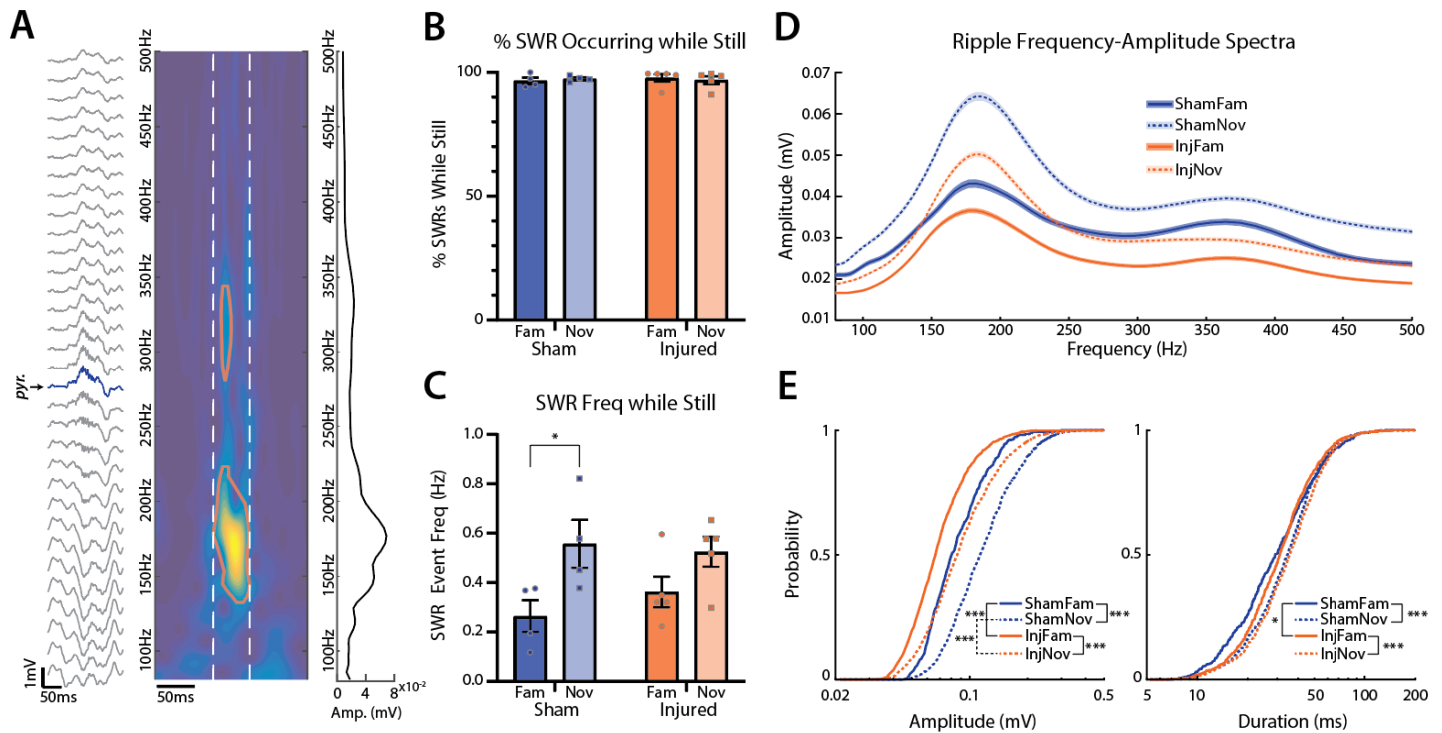 A
500Hz
450Hz
400Hz
350Hz
300Hz
250Hz
200Hz
150Hz
100Hz
pyr.
1mV
50ms
50ms
500Hz
450Hz
400Hz
350Hz
300Hz
250Hz
200Hz
150Hz
100Hz
0 4 8 x10-2
Amp. (mV)
B
% SWR Occurring while Still
% SWRs While Still
100
50
0
Fam Nov Fam Nov
Sham Injured
C
SWR Freq while Still
SWR Event Freq (Hz)
1.0
0.8
0.6
0.4
0.2
0.0
*
Fam Nov Fam Nov
Sham Injured
D
Ripple Frequency-Amplitude Spectra
Amplitude (mV)
0.07
0.06
0.05
0.04
0.03
0.02
0.01
ShamFam
ShamNov
InjFam
InjNov
100 150 200 250 300 350 400 450 500
Frequency (Hz)
E
Probability
1
0.5
0
ShamFam
ShamNov
InjFam
InjNov
*** *** *** ***
0.02 0.1 0.5
Amplitude (mV)
1
0.5
0
ShamFam
ShamNov
InjFam
InjNov
* *** ***
5 10 50 100 200
Duration (ms)